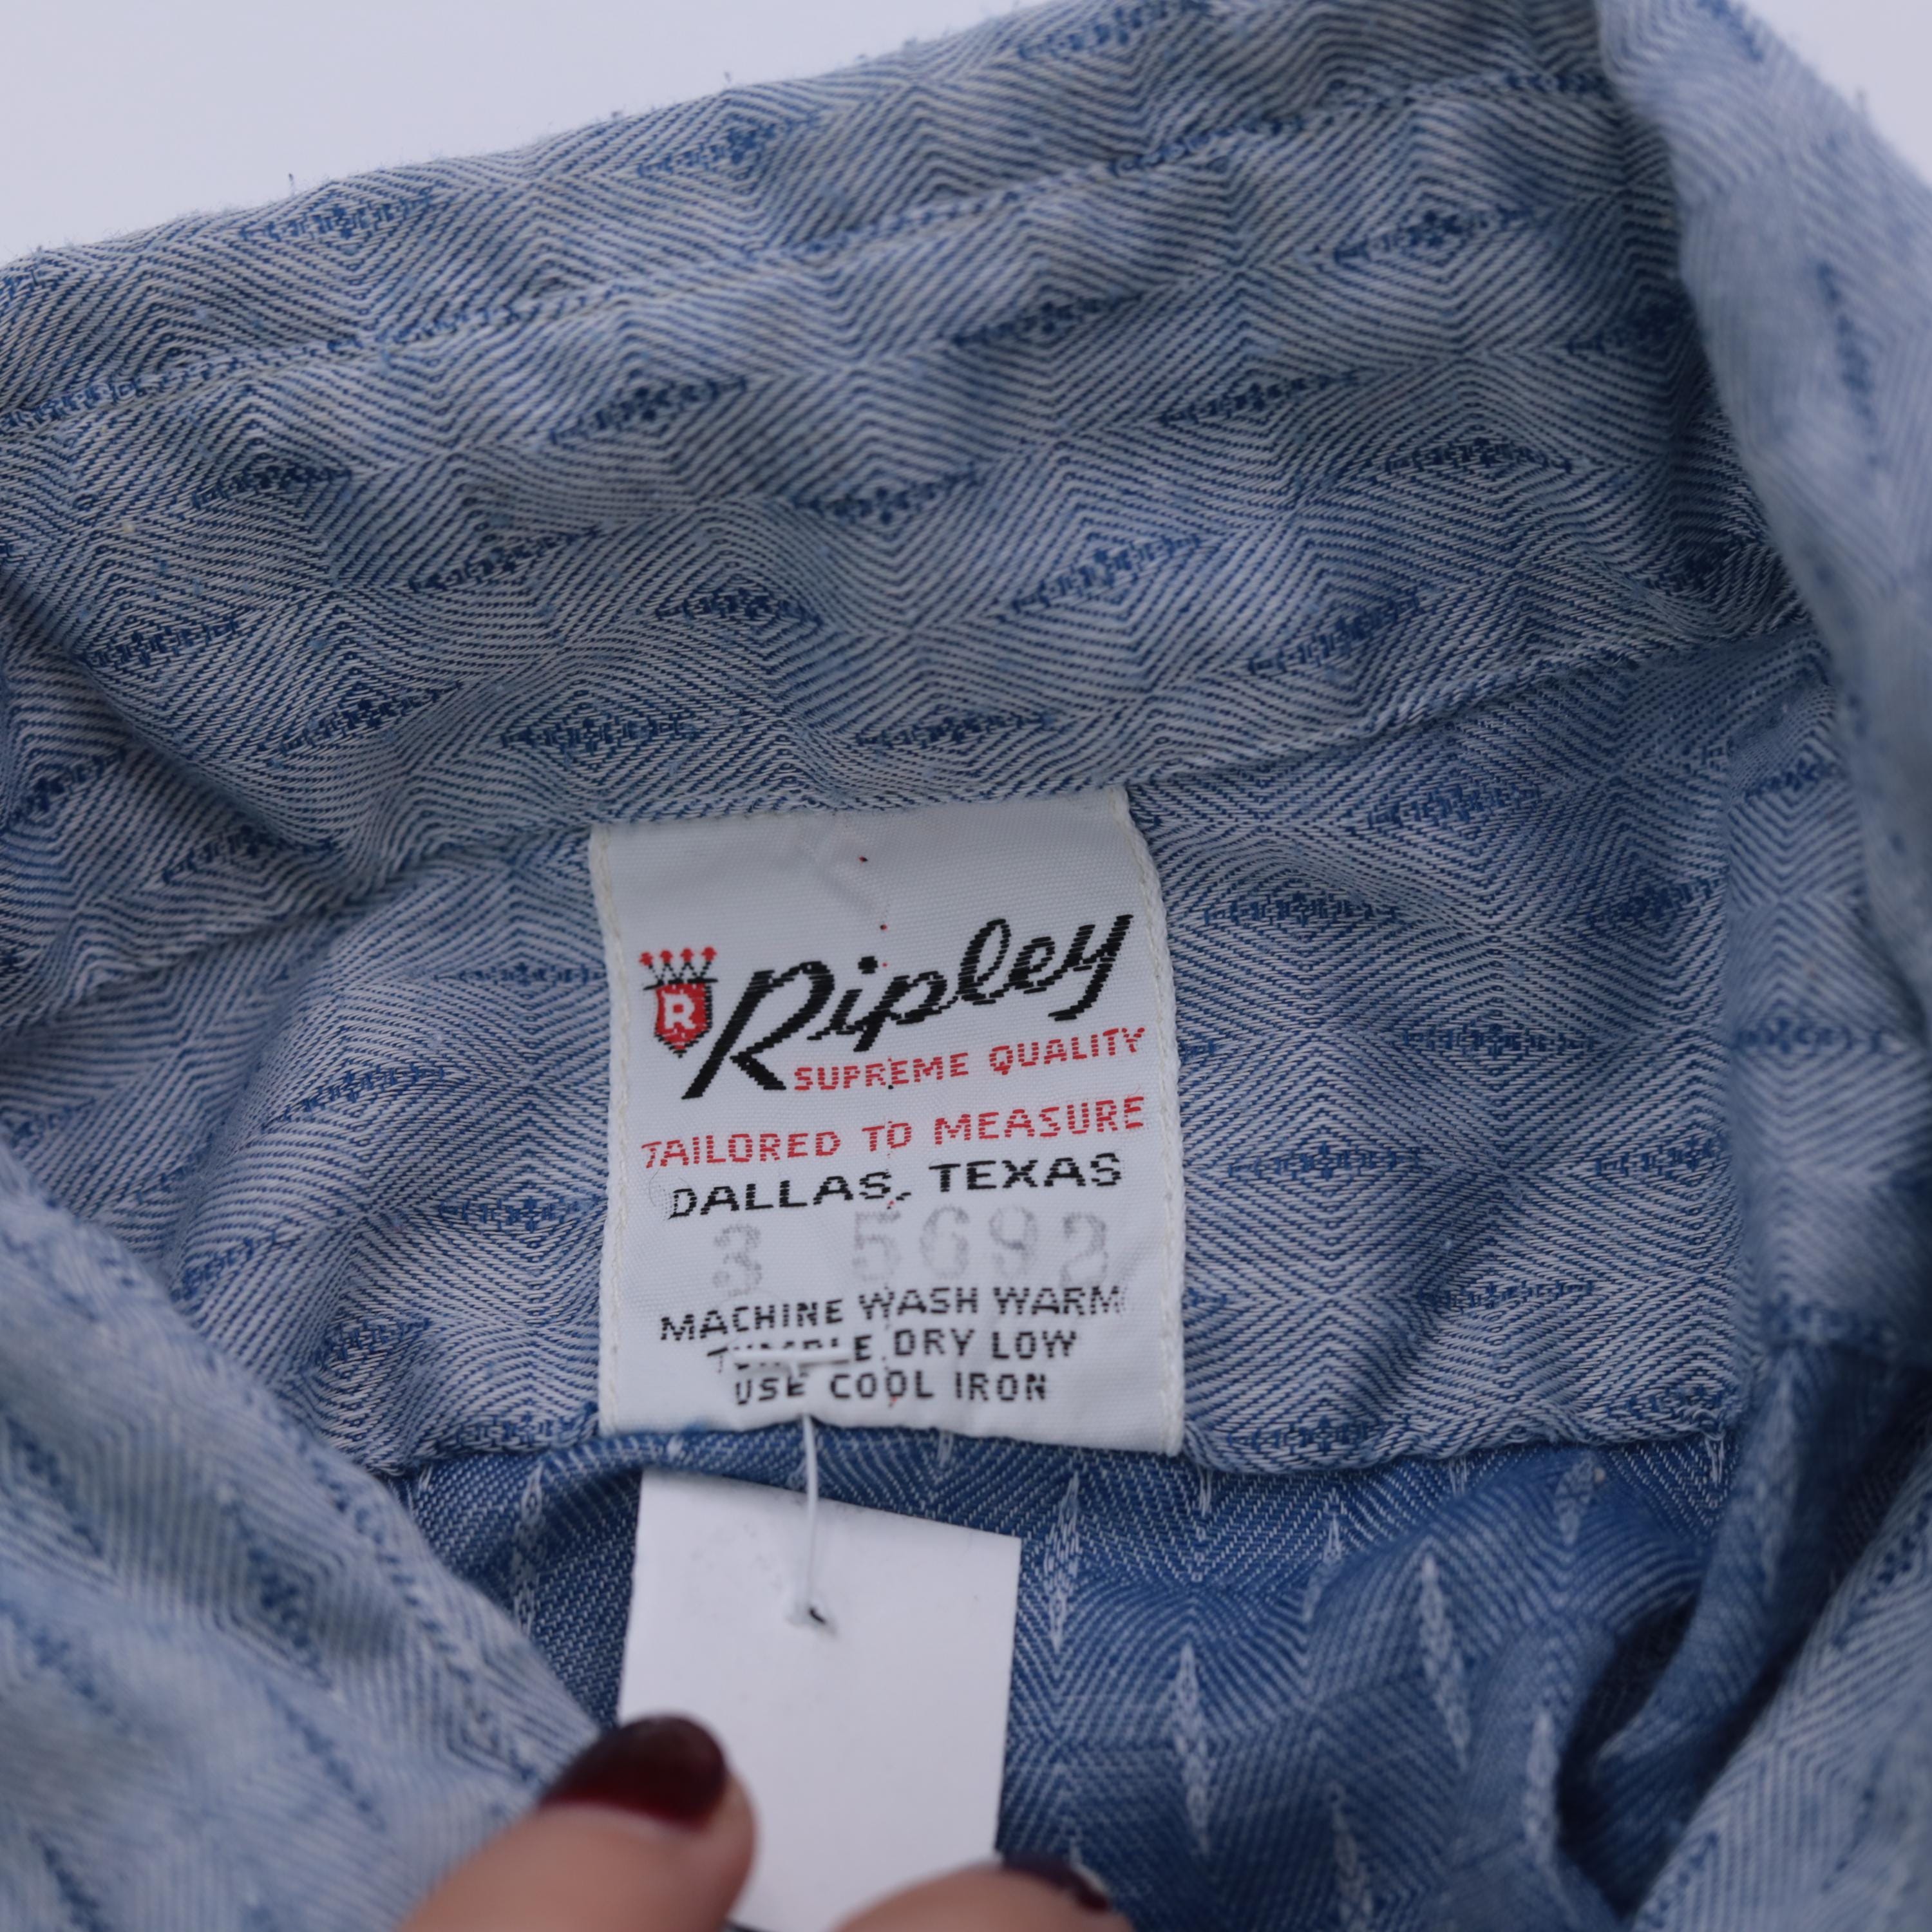 R Ripley
SUPREME QUALITY
TAILORED TO MEASURE
DALLAS, TEXAS
3 5692
MACHINE WASH WARM
TUMBLE DRY LOW
USE COOL IRON